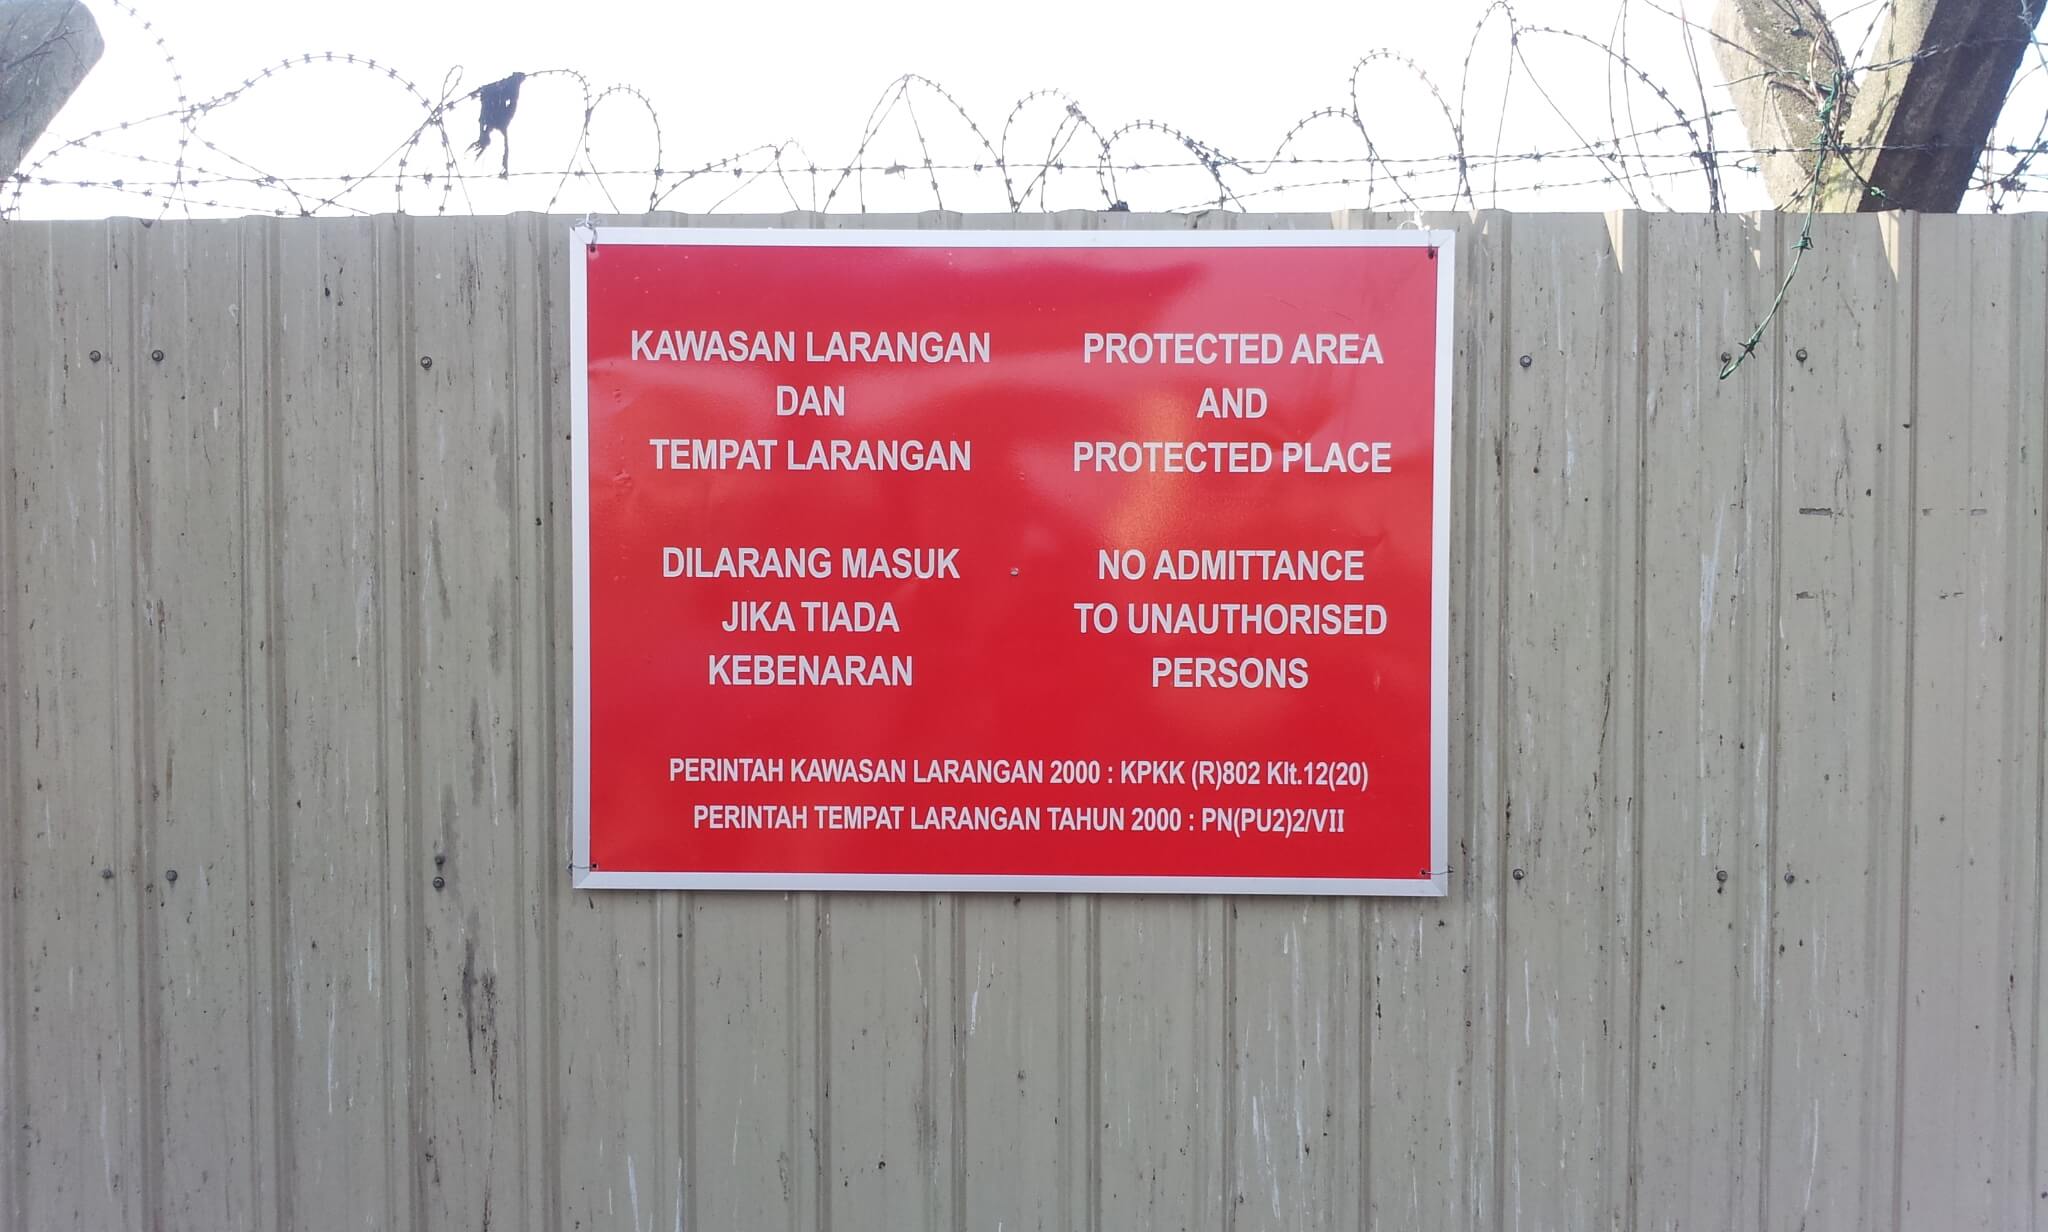 KAWASAN LARANGAN
DAN
TEMPAT LARANGAN
DILARANG MASUK
JIKA TIADA
KEBENARAN
PROTECTED AREA
AND
PROTECTED PLACE
NO ADMITTANCE
TO UNAUTHORISED
PERSONS
PERINTAH KAWASAN LARANGAN 2000 : KPKK (R)802 Klt.12(20)
PERINTAH TEMPAT LARANGAN TAHUN 2000 : PN(PU2)2/VII